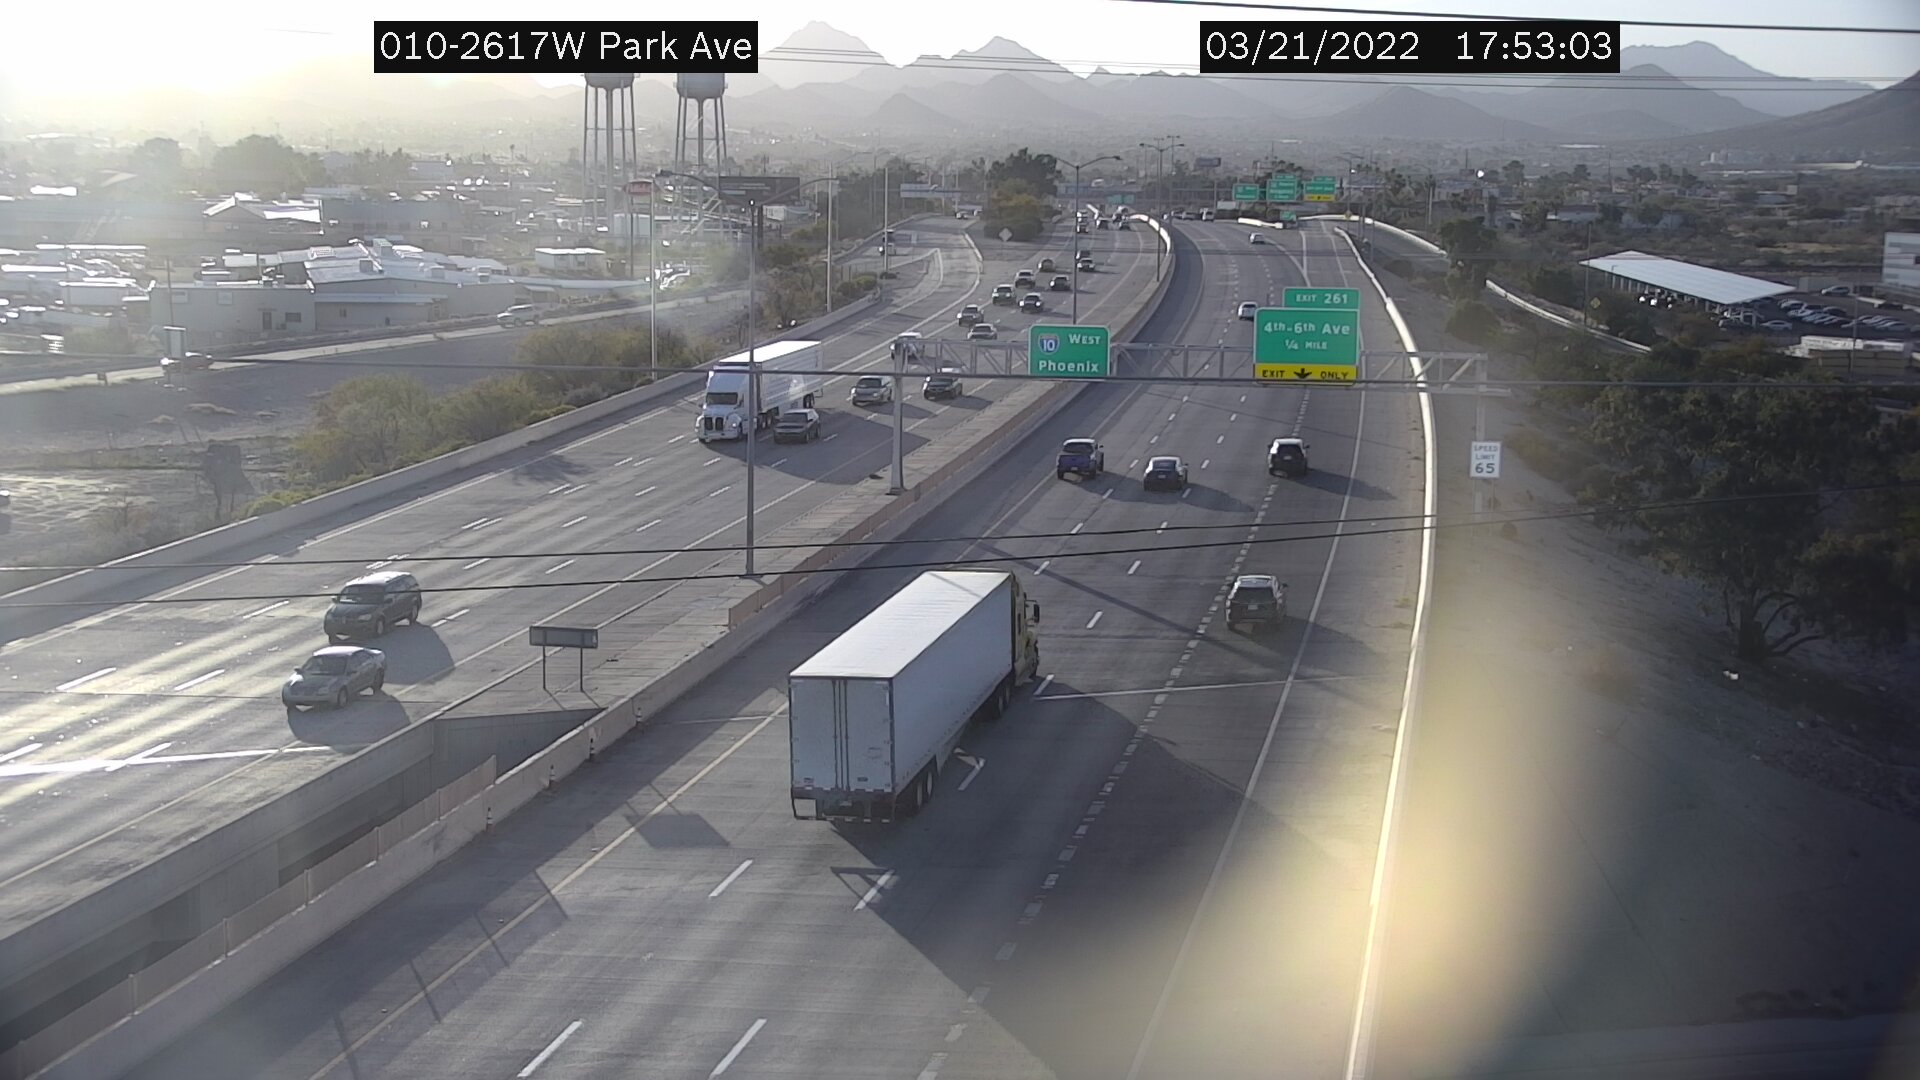 010-2617W Park Ave
03/21/2022 17:53:03
EXIT 261
4th-6th Ave
1/4 MILE
EXIT ONLY
10 WEST
Phoenix
SPEED
LIMIT
65